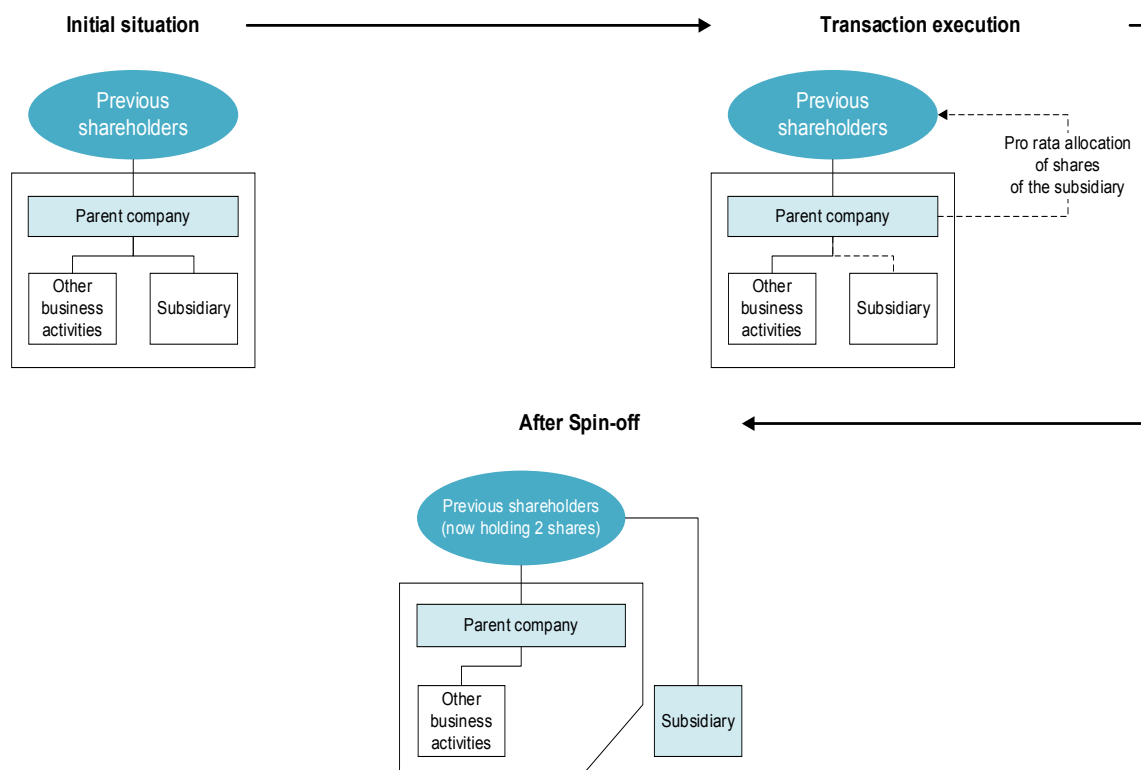 Initial situation
Transaction execution
Previous
shareholders
Parent company
Other
business
activities
Subsidiary
Previous
shareholders
Pro rata allocation
of shares
of the subsidiary
Parent company
Other
business
activities
Subsidiary
After Spin-off
Previous shareholders
(now holding 2 shares)
Parent company
Other
business
activities
Subsidiary